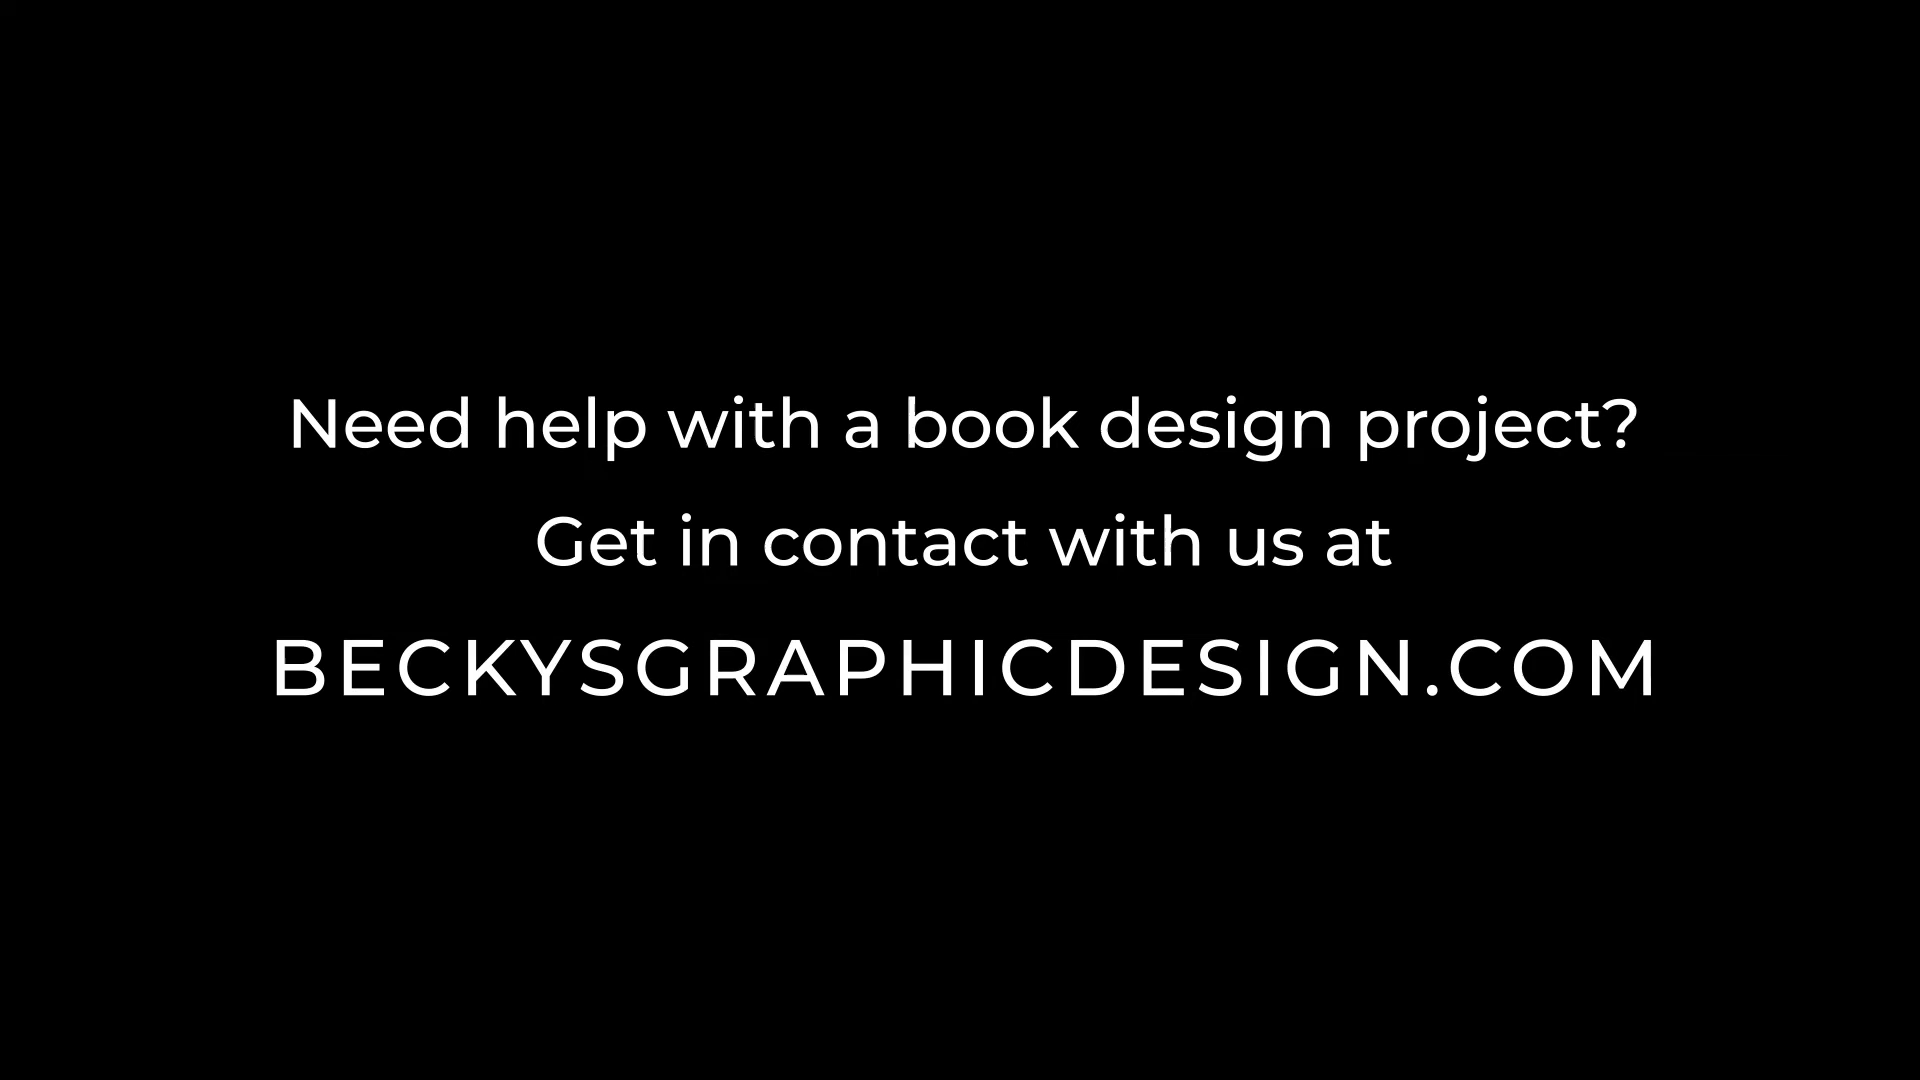 Need help with a book design project?
Get in contact with us at
BECKYSGRAPHICDESIGN.COM